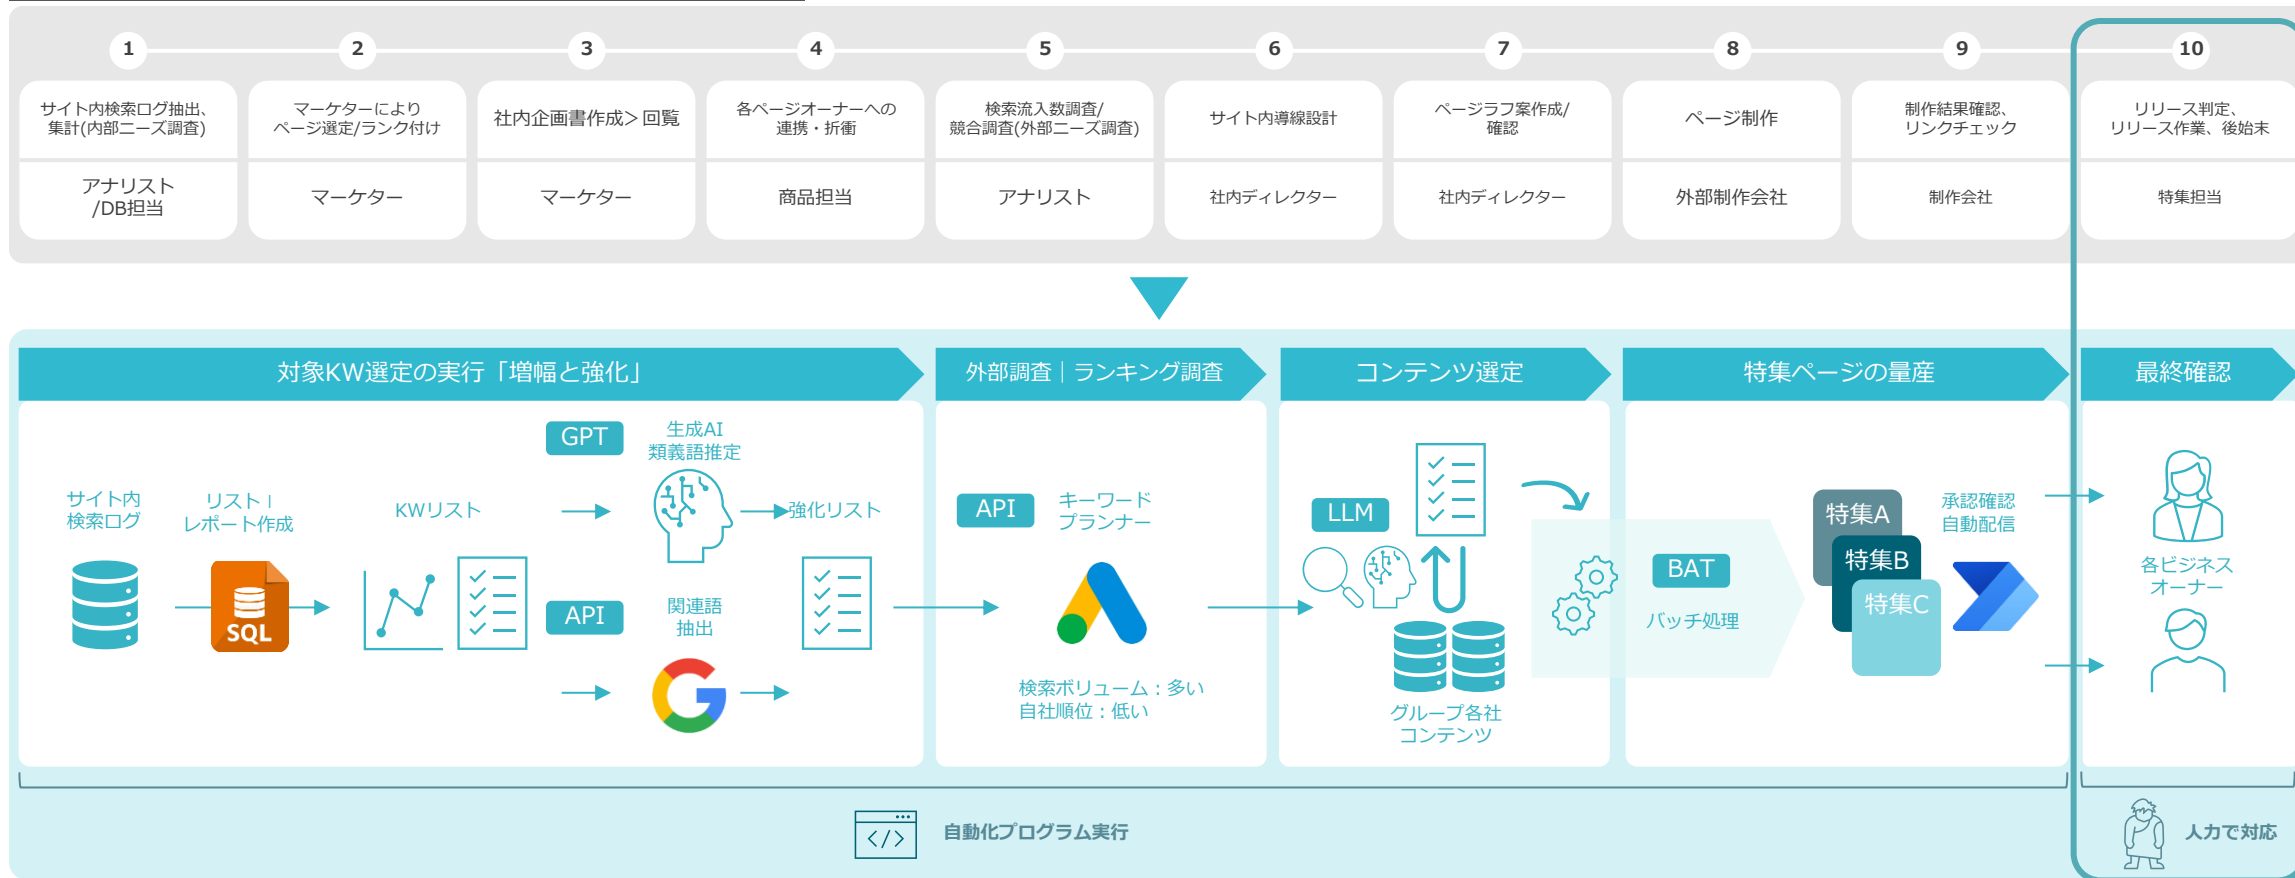 1
2
3
4
5
6
7
8
9
10
サイト内検索ログ抽出、
集計(内部ニーズ調査)
マーケターにより
ページ選定/ランク付け
社内企画書作成＞回覧
各ページオーナーへの
連携・折衝
検索流入数調査/
競合調査(外部ニーズ調査)
サイト内導線設計
ページラフ案作成/
確認
ページ制作
制作結果確認、
リンクチェック
リリース判定、
リリース作業、後始末
アナリスト
/DB担当
マーケター
マーケター
商品担当
アナリスト
社内ディレクター
社内ディレクター
外部制作会社
制作会社
特集担当
対象KW選定の実行「増幅と強化」
外部調査｜ランキング調査
コンテンツ選定
特集ページの量産
最終確認
サイト内
検索ログ
リスト｜
レポート作成
SQL
KWリスト
GPT
生成AI
類義語推定
API
関連語
抽出
強化リスト
API
キーワード
プランナー
検索ボリューム：多い
自社順位：低い
LLM
グループ各社
コンテンツ
BAT
バッチ処理
特集A
特集B
特集C
承認確認
自動配信
各ビジネス
オーナー
自動化プログラム実行
人力で対応